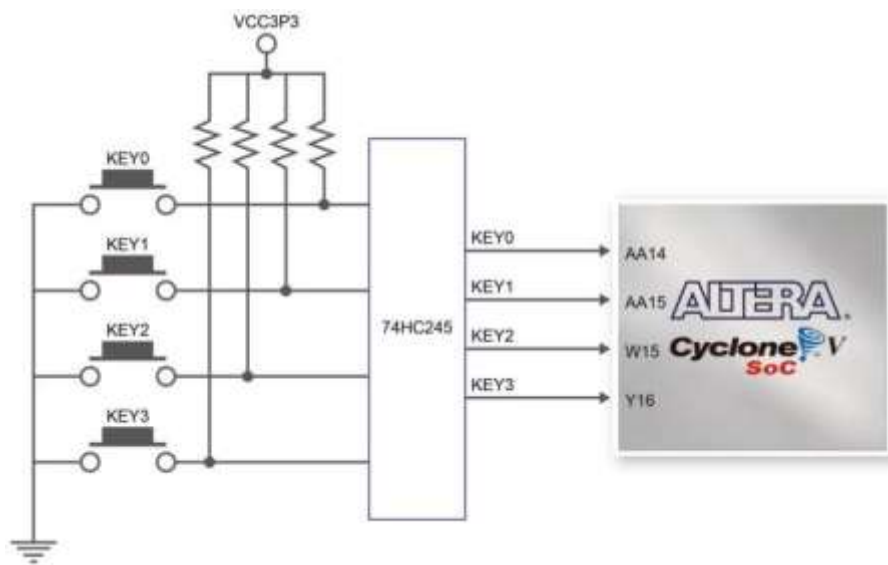 VCC3P3
KEY0
KEY1
KEY2
KEY3
74HC245
KEY0
KEY1
KEY2
KEY3
AA14
AA15
W15
Y16
ALTERA®
Cyclone V
SoC